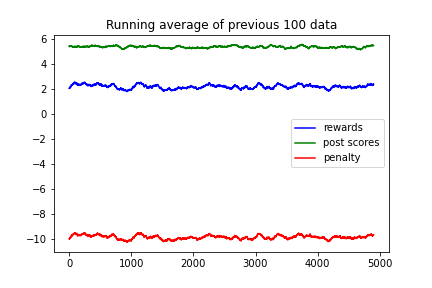 Running average of previous 100 data
6
4
2
0
−2
−4
−6
−8
−10
rewards
post scores
penalty
0 1000 2000 3000 4000 5000